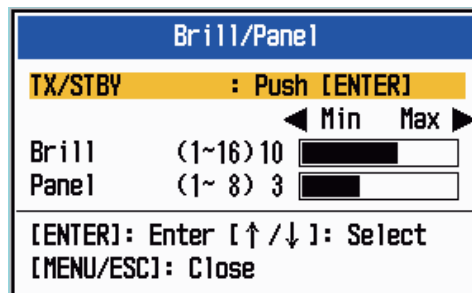 Brill/Panel
TX/STBY : Push [ENTER]
◀ Min Max ▶
Brill (1~16) 10
Panel (1~ 8) 3
[ENTER]: Enter [↑/↓]: Select
[MENU/ESC]: Close